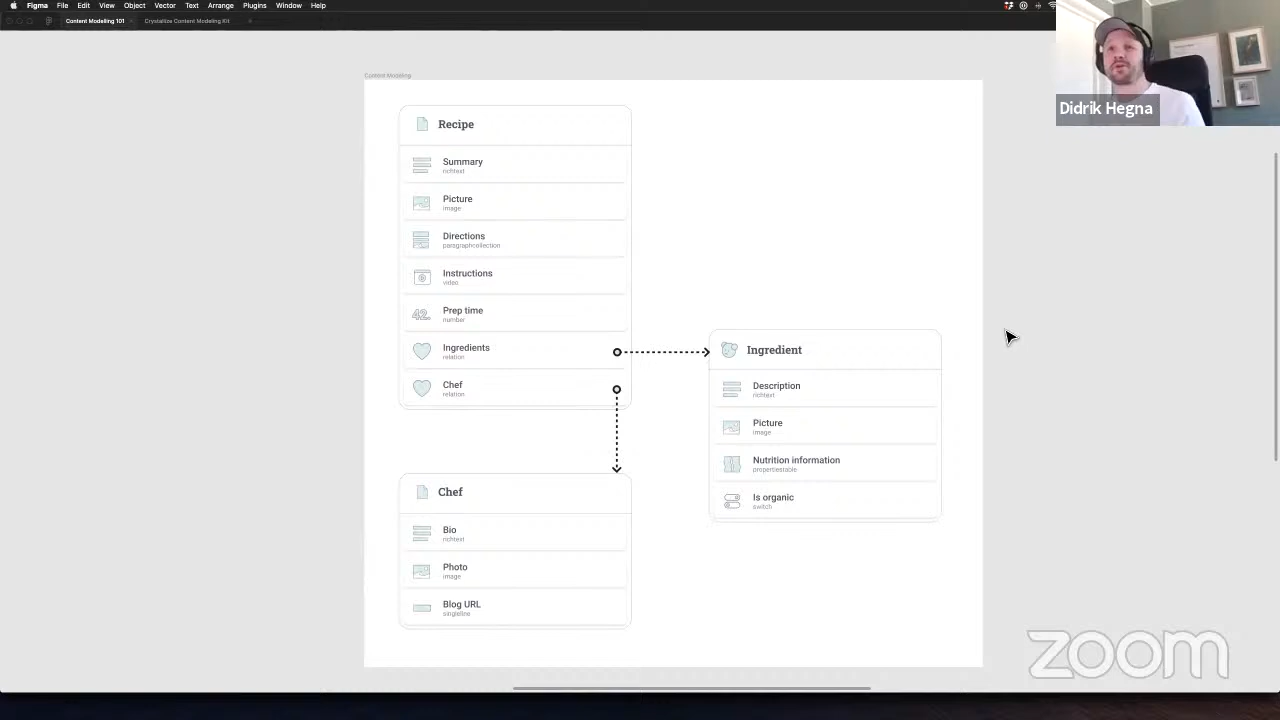 Figma File Edit View Object Vector Text Arrange Plugins Window Help
Content Modelling 101 Crystallize Content Modeling Kit
Didrik Hegna
Content Modeling
Recipe
Summary
richtext
Picture
image
Directions
paragraphcollection
Instructions
video
42.
Prep time
number
Ingredients
relation
Chef
relation
Ingredient
Description
richtext
Picture
image
Nutrition information
propertiestable
Is organic
switch
Chef
Bio
richtext
Photo
image
Blog URL
singleline
zoom